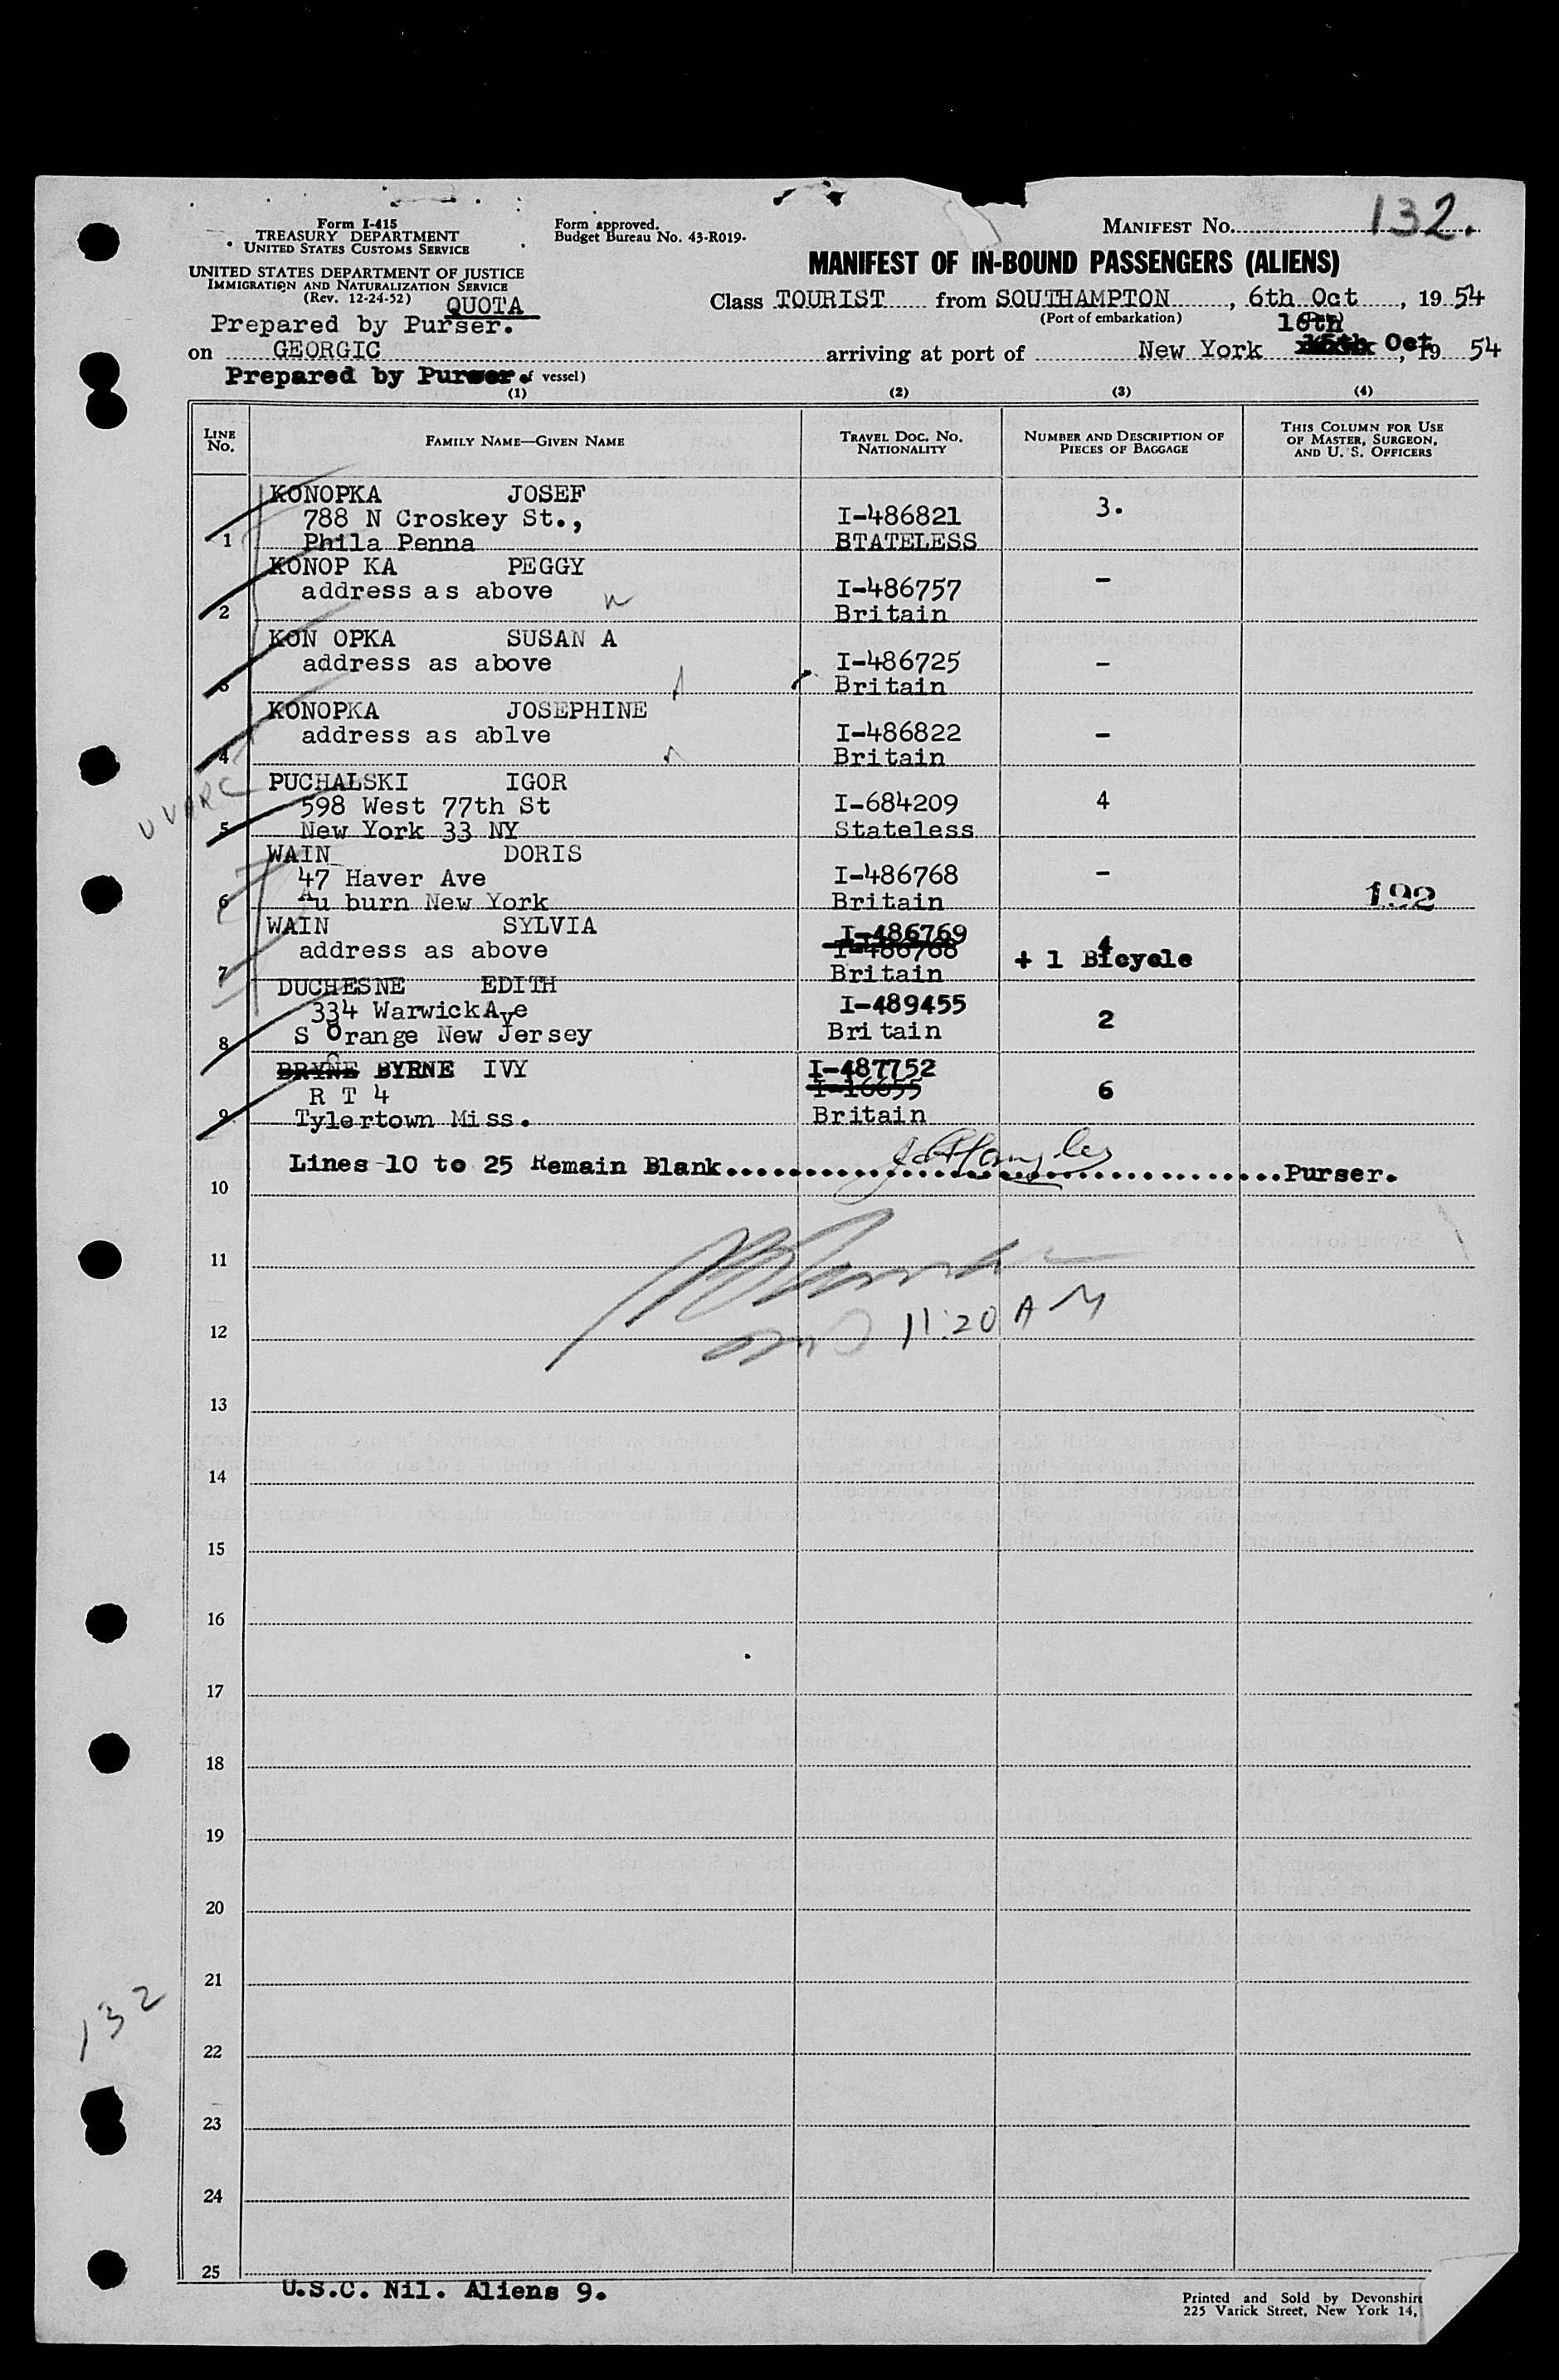 Form I-415
TREASURY DEPARTMENT
UNITED STATES CUSTOMS SERVICE
Form approved.
Budget Bureau No. 43-R019.
MANIFEST No. 132.
UNITED STATES DEPARTMENT OF JUSTICE
IMMIGRATION AND NATURALIZATION SERVICE
(Rev. 12-24-52) QUOTA
MANIFEST OF IN-BOUND PASSENGERS (ALIENS)
Class TOURIST from SOUTHAMPTON, 6th Oct, 19 54
(Port of embarkation)
Prepared by Purser.
16th
on GEORGIC arriving at port of New York Oct, 19 54
Prepared by Purser. of vessel)
(1) (2) (3) (4)
LINE No. FAMILY NAME—GIVEN NAME TRAVEL DOC. NO. NATIONALITY NUMBER AND DESCRIPTION OF PIECES OF BAGGAGE THIS COLUMN FOR USE OF MASTER, SURGEON, AND U. S. OFFICERS
KONOPKA JOSEF
788 N Croskey St., I-486821 3.
1 Phila Penna BTATELESS
KONOP KA PEGGY
address as above I-486757 -
2 Britain
KON OPKA SUSAN A
address as above I-486725 -
3 Britain
KONOPKA JOSEPHINE
address as ablve I-486822 -
4 Britain
PUCHALSKI IGOR
598 West 77th St I-684209 4
5 New York 33 NY Stateless
WAIN DORIS
47 Haver Ave I-486768 -
6 Au burn New York Britain 192
WAIN SYLVIA I-486769
address as above I-486768 4
+ 1 Bicycle
7 Britain
DUCHESNE EDITH
334 Warwick Ave I-489455 2
8 S Orange New Jersey Britain
BRYNE BYRNE IVY I-487752
R T 4 I-16655 6
9 Tylertown Miss. Britain
Lines 10 to 25 Remain Blank Purser.
10
11
11:20 AM
12
13
14
15
16
17
18
19
20
21
132
22
23
24
25
U.S.C. Nil. Aliens 9.
Printed and Sold by Devonshire
225 Varick Street, New York 14,